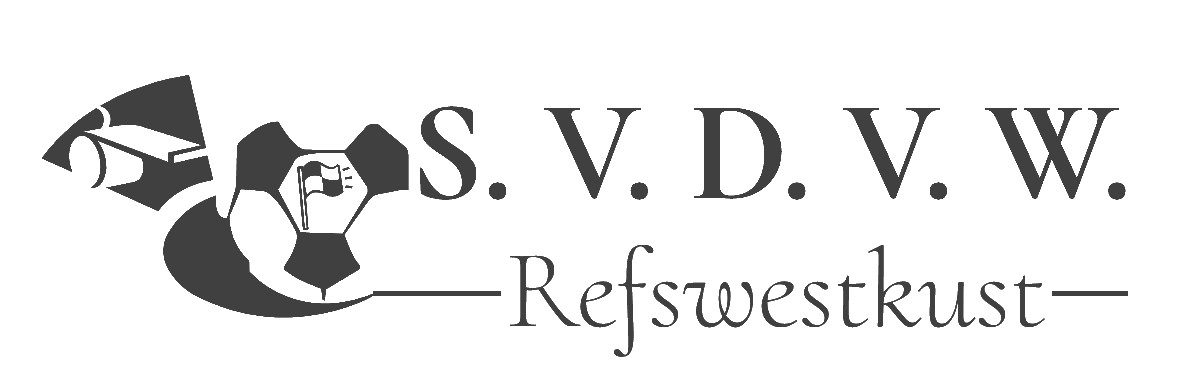 S. V. D. V. W.
Refswestkust